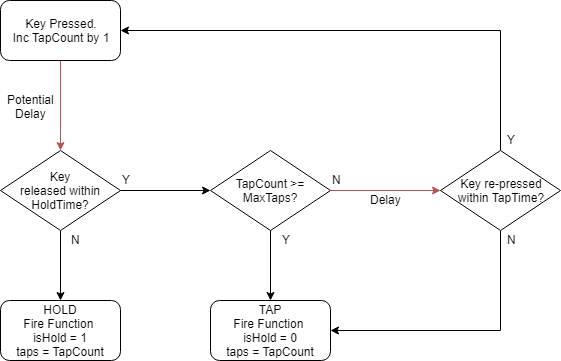 Key Pressed.
Inc TapCount by 1
Potential
Delay
Key
released within
HoldTime?
Y
N
TapCount >=
MaxTaps?
N
Delay
Y
Key re-pressed
within TapTime?
Y
N
HOLD
Fire Function
isHold = 1
taps = TapCount
TAP
Fire Function
isHold = 0
taps = TapCount